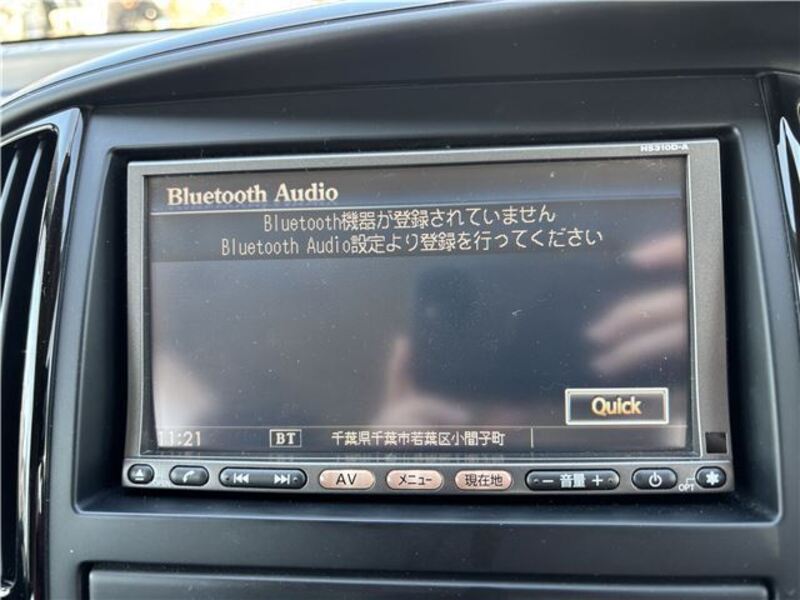 HS310D-A
Bluetooth Audio
Bluetooth機器が登録されていません
Bluetooth Audio設定より登録を行ってください
Quick
11:21 BT 千葉県千葉市若葉区小間子町
AV メニュー 現在地 − 音量 + OPT